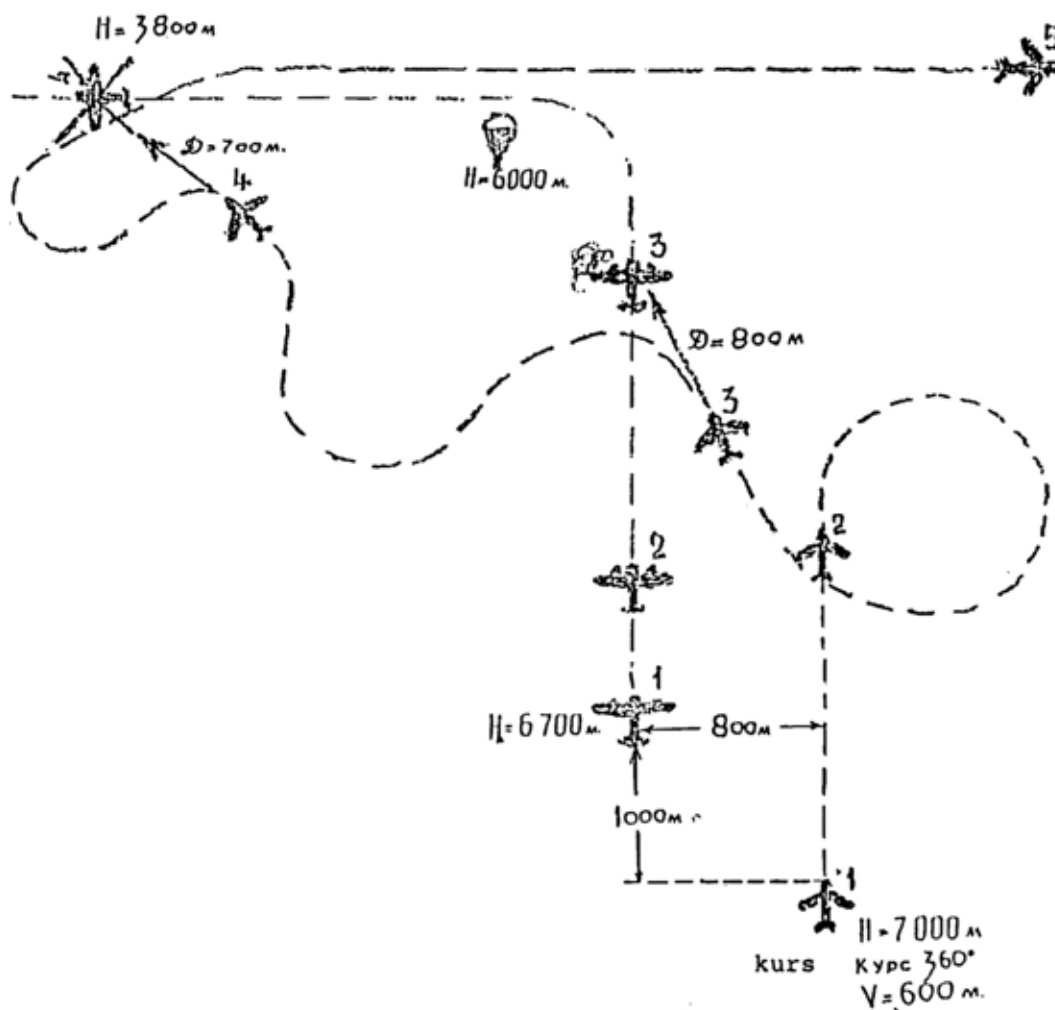 H=3800м
5
D=700м.
4
H=6000м.
3
D=800м
3
2
2
1
H=6700м.
800м
1000м.
1
H=7000м
kurs Курс 360°
V=600м.